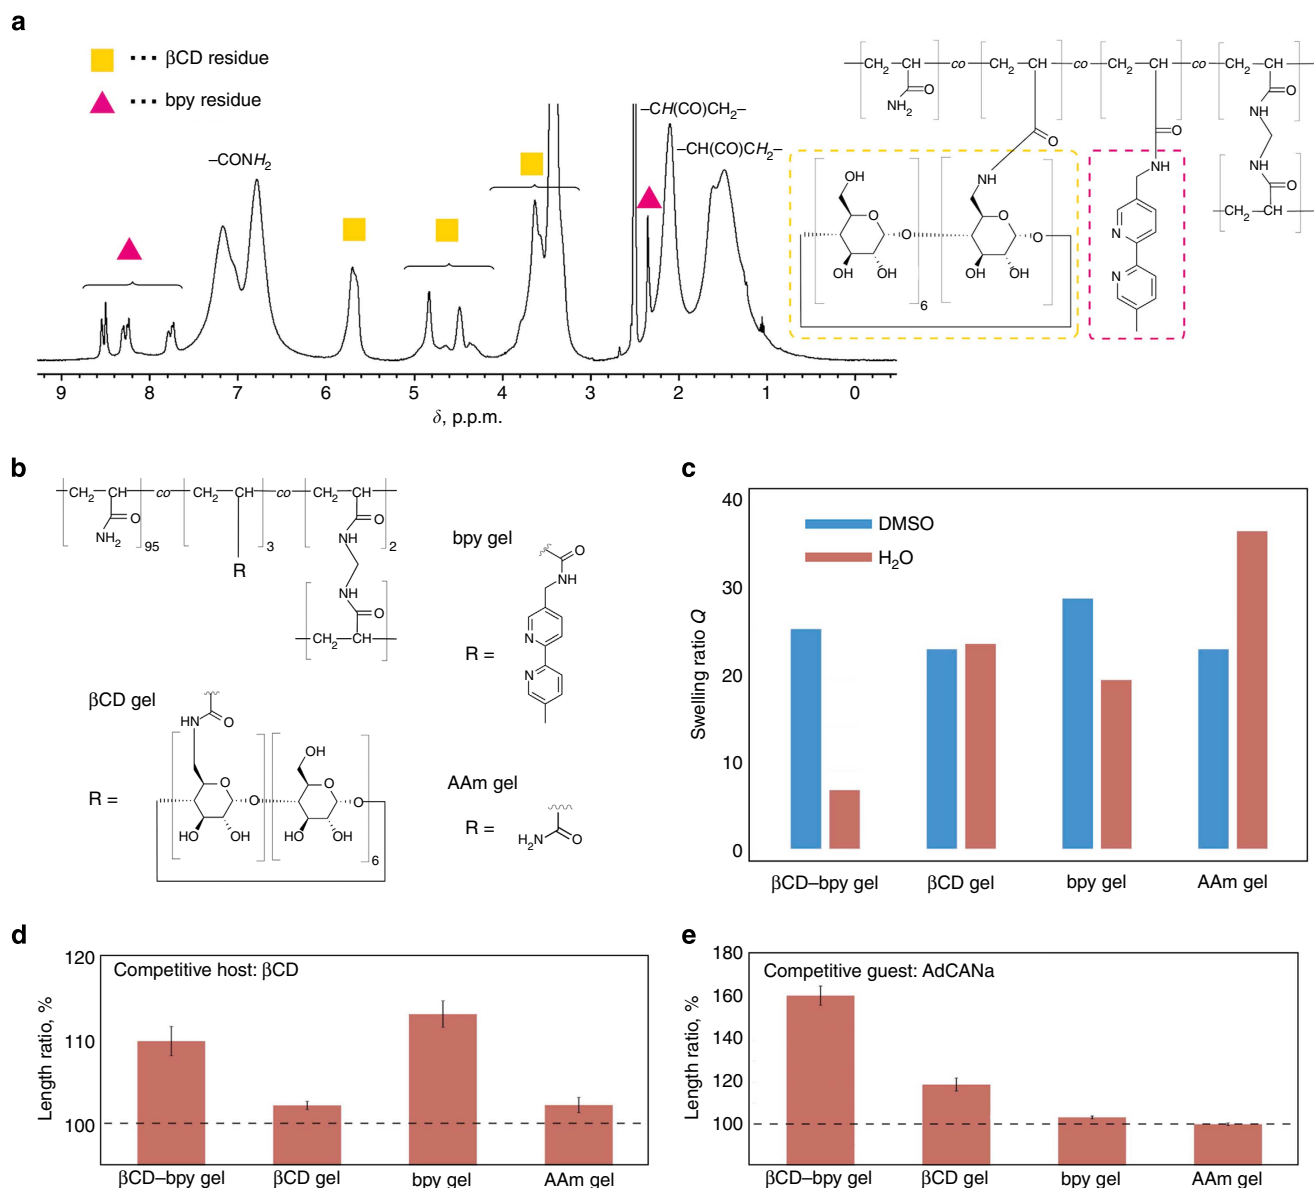 a
··· βCD residue
··· bpy residue
–CONH2
–CH(CO)CH2–
–CH(CO)CH2–
9 8 7 6 5 4 3 2 1 0
δ, p.p.m.
CH2 CH co CH2 CH co CH2 CH co CH2 CH
NH2 O
O
O
O
NH
NH
O
CH2 CH
NH
NH
OH
O
O
O
O
OH OH
OH OH
6
N
N
b
CH2 CH co CH2 CH co CH2 CH
O
NH2
95
3
R
O
NH
2
NH
O
CH2 CH
bpy gel
O
NH
R =
N
N
βCD gel
HN
O
R =
O
O
OH
O
O
HO OH
HO OH
6
AAm gel
R =
H2N
O
c
Swelling ratio Q
40
30
20
10
0
DMSO
H2O
βCD–bpy gel βCD gel bpy gel AAm gel
d
Length ratio, %
120
110
100
Competitive host: βCD
βCD–bpy gel βCD gel bpy gel AAm gel
e
Length ratio, %
180
160
140
120
100
Competitive guest: AdCANa
βCD–bpy gel βCD gel bpy gel AAm gel